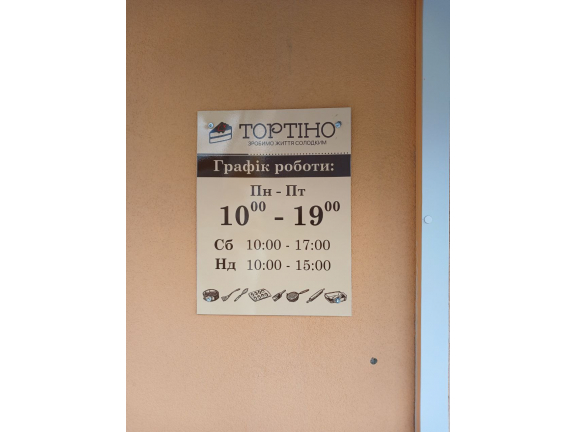 ТОРТІНО
ЗРОБИМО ЖИТТЯ СОЛОДКИМ
Графік роботи:
Пн - Пт
10⁰⁰ - 19⁰⁰
Сб 10:00 - 17:00
Нд 10:00 - 15:00